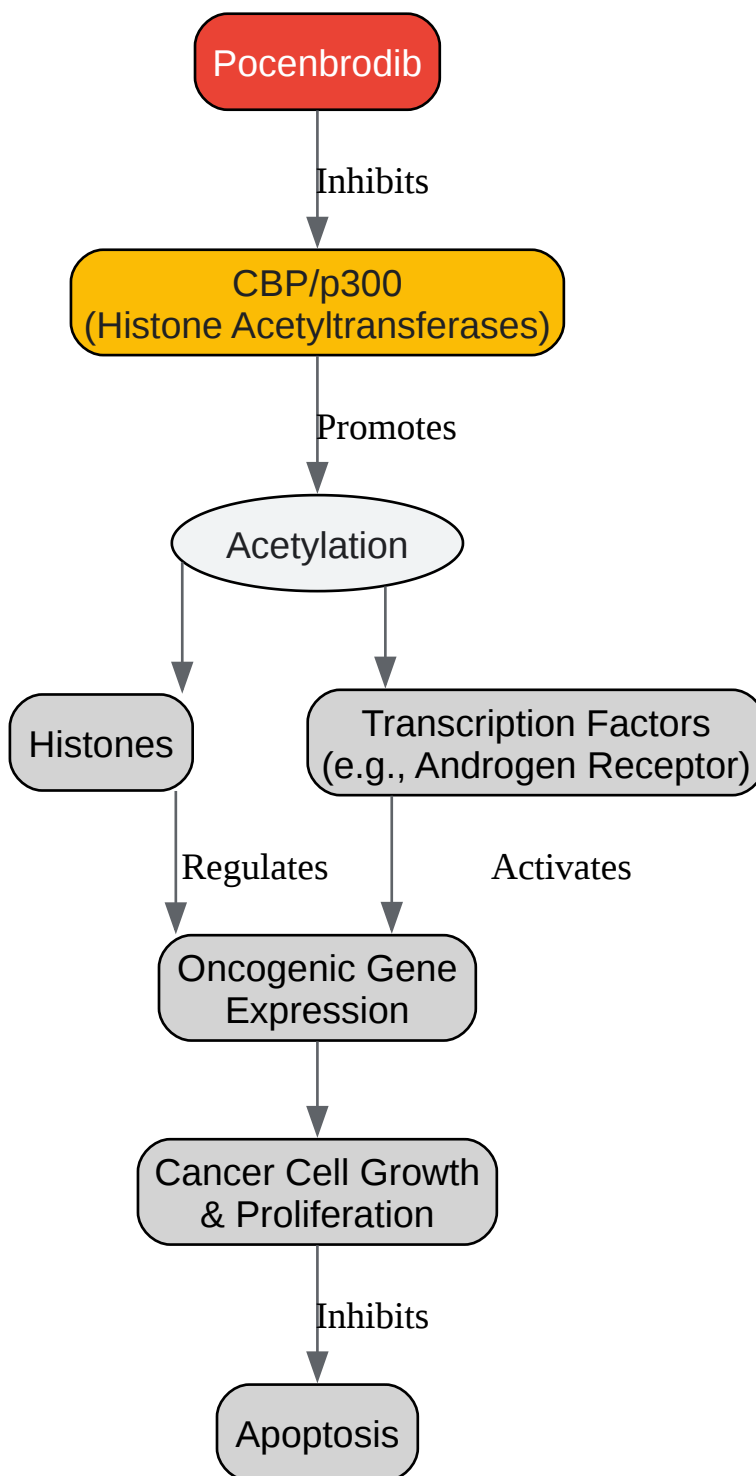 Pocenbrodib
Inhibits
CBP/p300
(Histone Acetyltransferases)
Promotes
Acetylation
Histones
Transcription Factors
(e.g., Androgen Receptor)
Regulates
Activates
Oncogenic Gene
Expression
Cancer Cell Growth
& Proliferation
Inhibits
Apoptosis